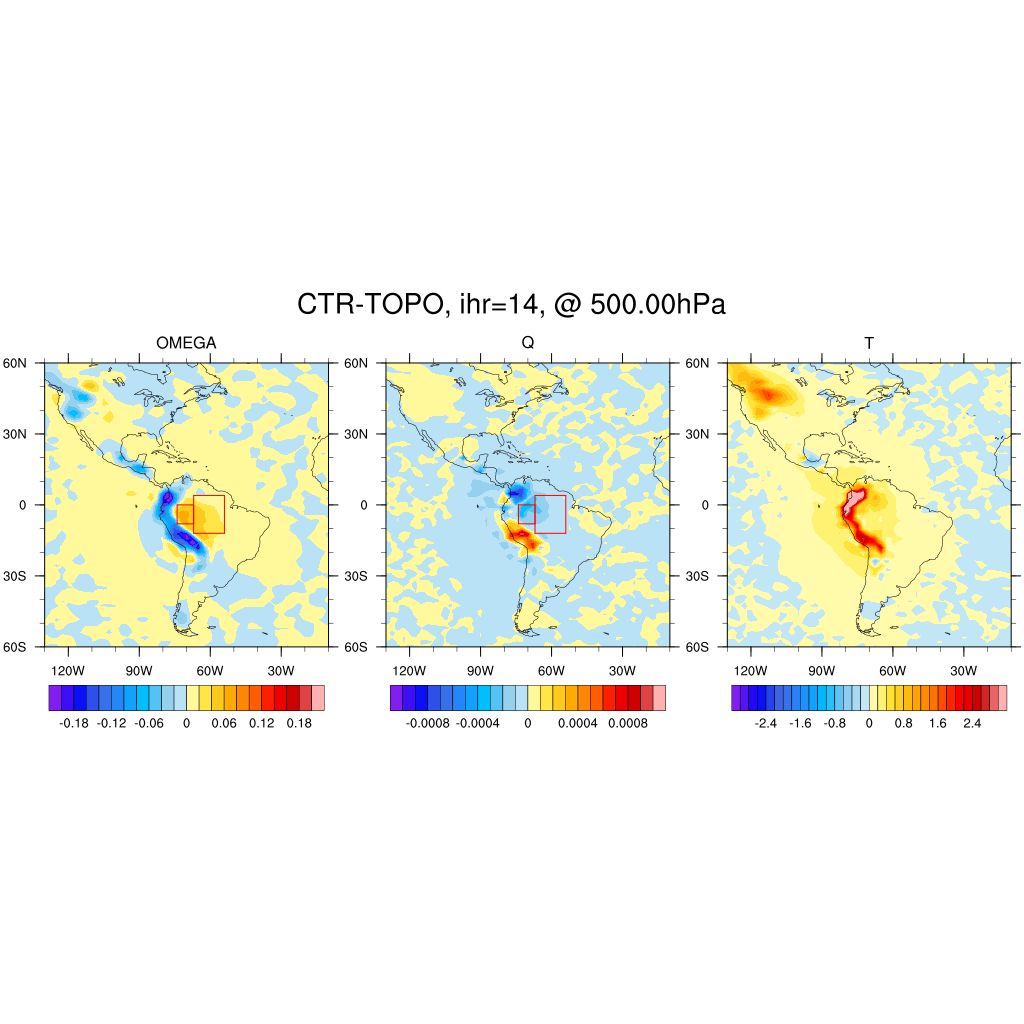 CTR-TOPO, ihr=14, @ 500.00hPa
OMEGA
Q
T
60N
30N
0
30S
60S
60N
30N
0
30S
60S
60N
30N
0
30S
60S
120W 90W 60W 30W
120W 90W 60W 30W
120W 90W 60W 30W
-0.18 -0.12 -0.06 0 0.06 0.12 0.18
-0.0008 -0.0004 0 0.0004 0.0008
-2.4 -1.6 -0.8 0 0.8 1.6 2.4